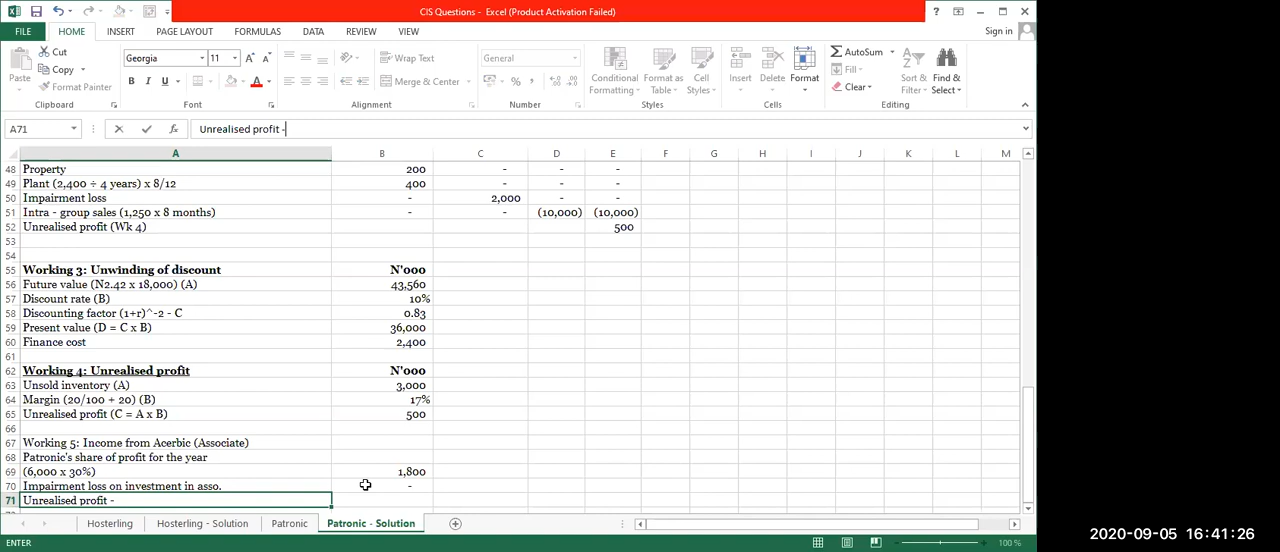 CIS Questions - Excel (Product Activation Failed)
FILE HOME INSERT PAGE LAYOUT FORMULAS DATA REVIEW VIEW Sign in
Paste Cut Copy Format Painter Clipboard
Georgia 11 B I U A Font
Wrap Text Merge & Center Alignment
General % Number
Conditional Formatting Format as Table Cell Styles Styles
Insert Delete Format Cells
AutoSum Fill Clear Sort & Filter Find & Select Editing
A71 Unrealised profit -
A B C D E F G H I J K L M
48 Property 200 - - -
49 Plant (2,400 ÷ 4 years) x 8/12 400 - - -
50 Impairment loss - 2,000 - -
51 Intra - group sales (1,250 x 8 months) - - (10,000) (10,000)
52 Unrealised profit (Wk 4) 500
53
54
55 Working 3: Unwinding of discount N'000
56 Future value (N2.42 x 18,000) (A) 43,560
57 Discount rate (B) 10%
58 Discounting factor (1+r)^-2 - C 0.83
59 Present value (D = C x B) 36,000
60 Finance cost 2,400
61
62 Working 4: Unrealised profit N'000
63 Unsold inventory (A) 3,000
64 Margin (20/100 + 20) (B) 17%
65 Unrealised profit (C = A x B) 500
66
67 Working 5: Income from Acerbic (Associate)
68 Patronic's share of profit for the year
69 (6,000 x 30%) 1,800
70 Impairment loss on investment in asso. -
71 Unrealised profit -
Hosterling Hosterling - Solution Patronic Patronic - Solution
ENTER 100 %
2020-09-05 16:41:26